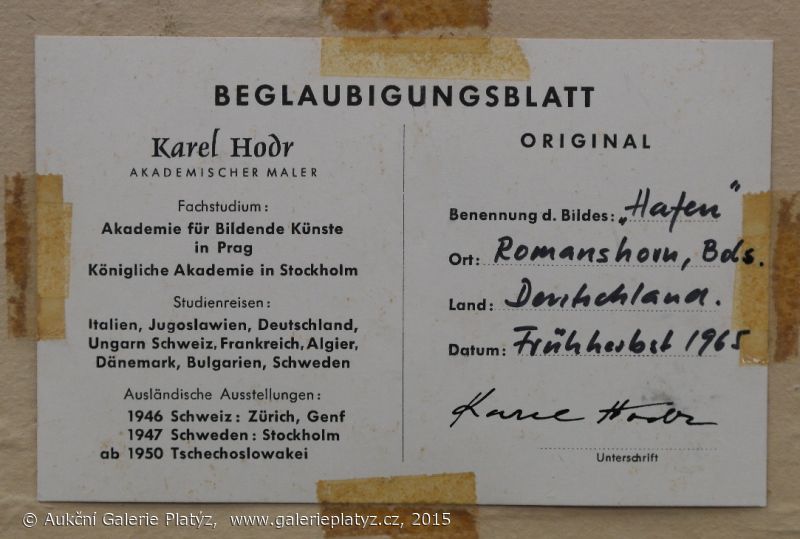 BEGLAUBIGUNGSBLATT
Karel Hodr
AKADEMISCHER MALER
Fachstudium:
Akademie für Bildende Künste
in Prag
Königliche Akademie in Stockholm
Studienreisen:
Italien, Jugoslawien, Deutschland,
Ungarn Schweiz, Frankreich, Algier,
Dänemark, Bulgarien, Schweden
Ausländische Ausstellungen:
1946 Schweiz: Zürich, Genf
1947 Schweden: Stockholm
ab 1950 Tschechoslowakei
ORIGINAL
Benennung d. Bildes: „Hafen"
Ort: Romanshorn, Bds.
Land: Deutschland.
Datum: Frühherbst 1965
Karel Hodr
Unterschrift
© Aukční Galerie Platýz, www.galerieplatyz.cz, 2015